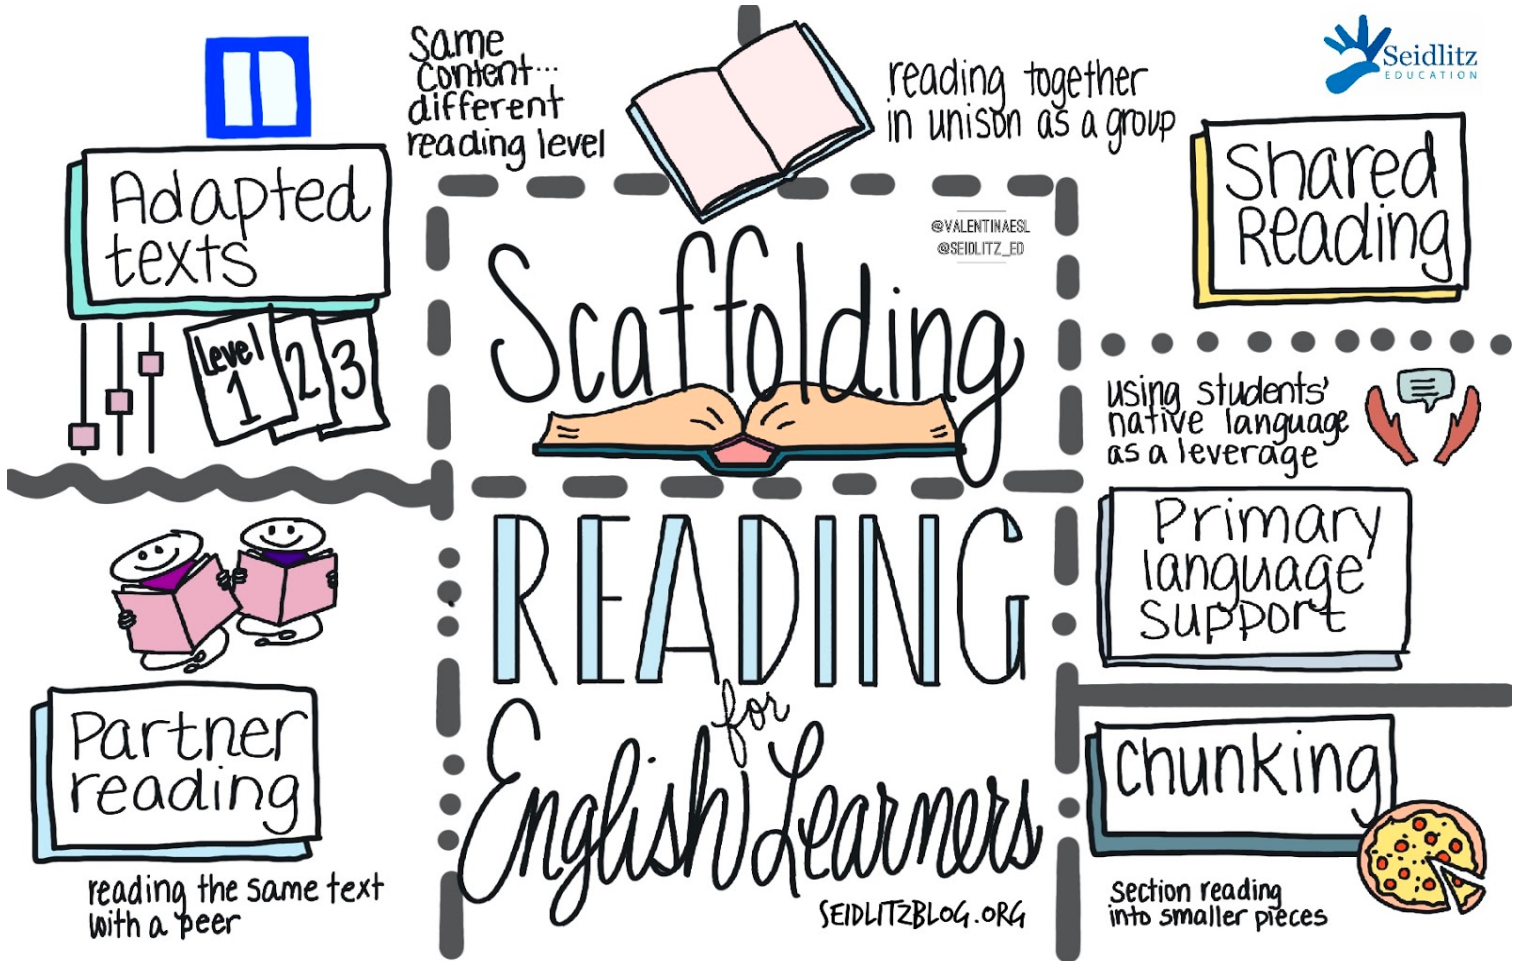 Same
content...
different
reading level
Adapted
texts
Level
1
2
3
reading together
in unison as a group
Seidlitz
EDUCATION
Shared
Reading
@VALENTINAESL
@SEIDLITZ_ED
Scaffolding
READING
for
English Learners
SEIDLITZBLOG.ORG
using students'
native language
as a leverage
Primary
language
support
Partner
reading
reading the same text
with a peer
chunking
section reading
into smaller pieces